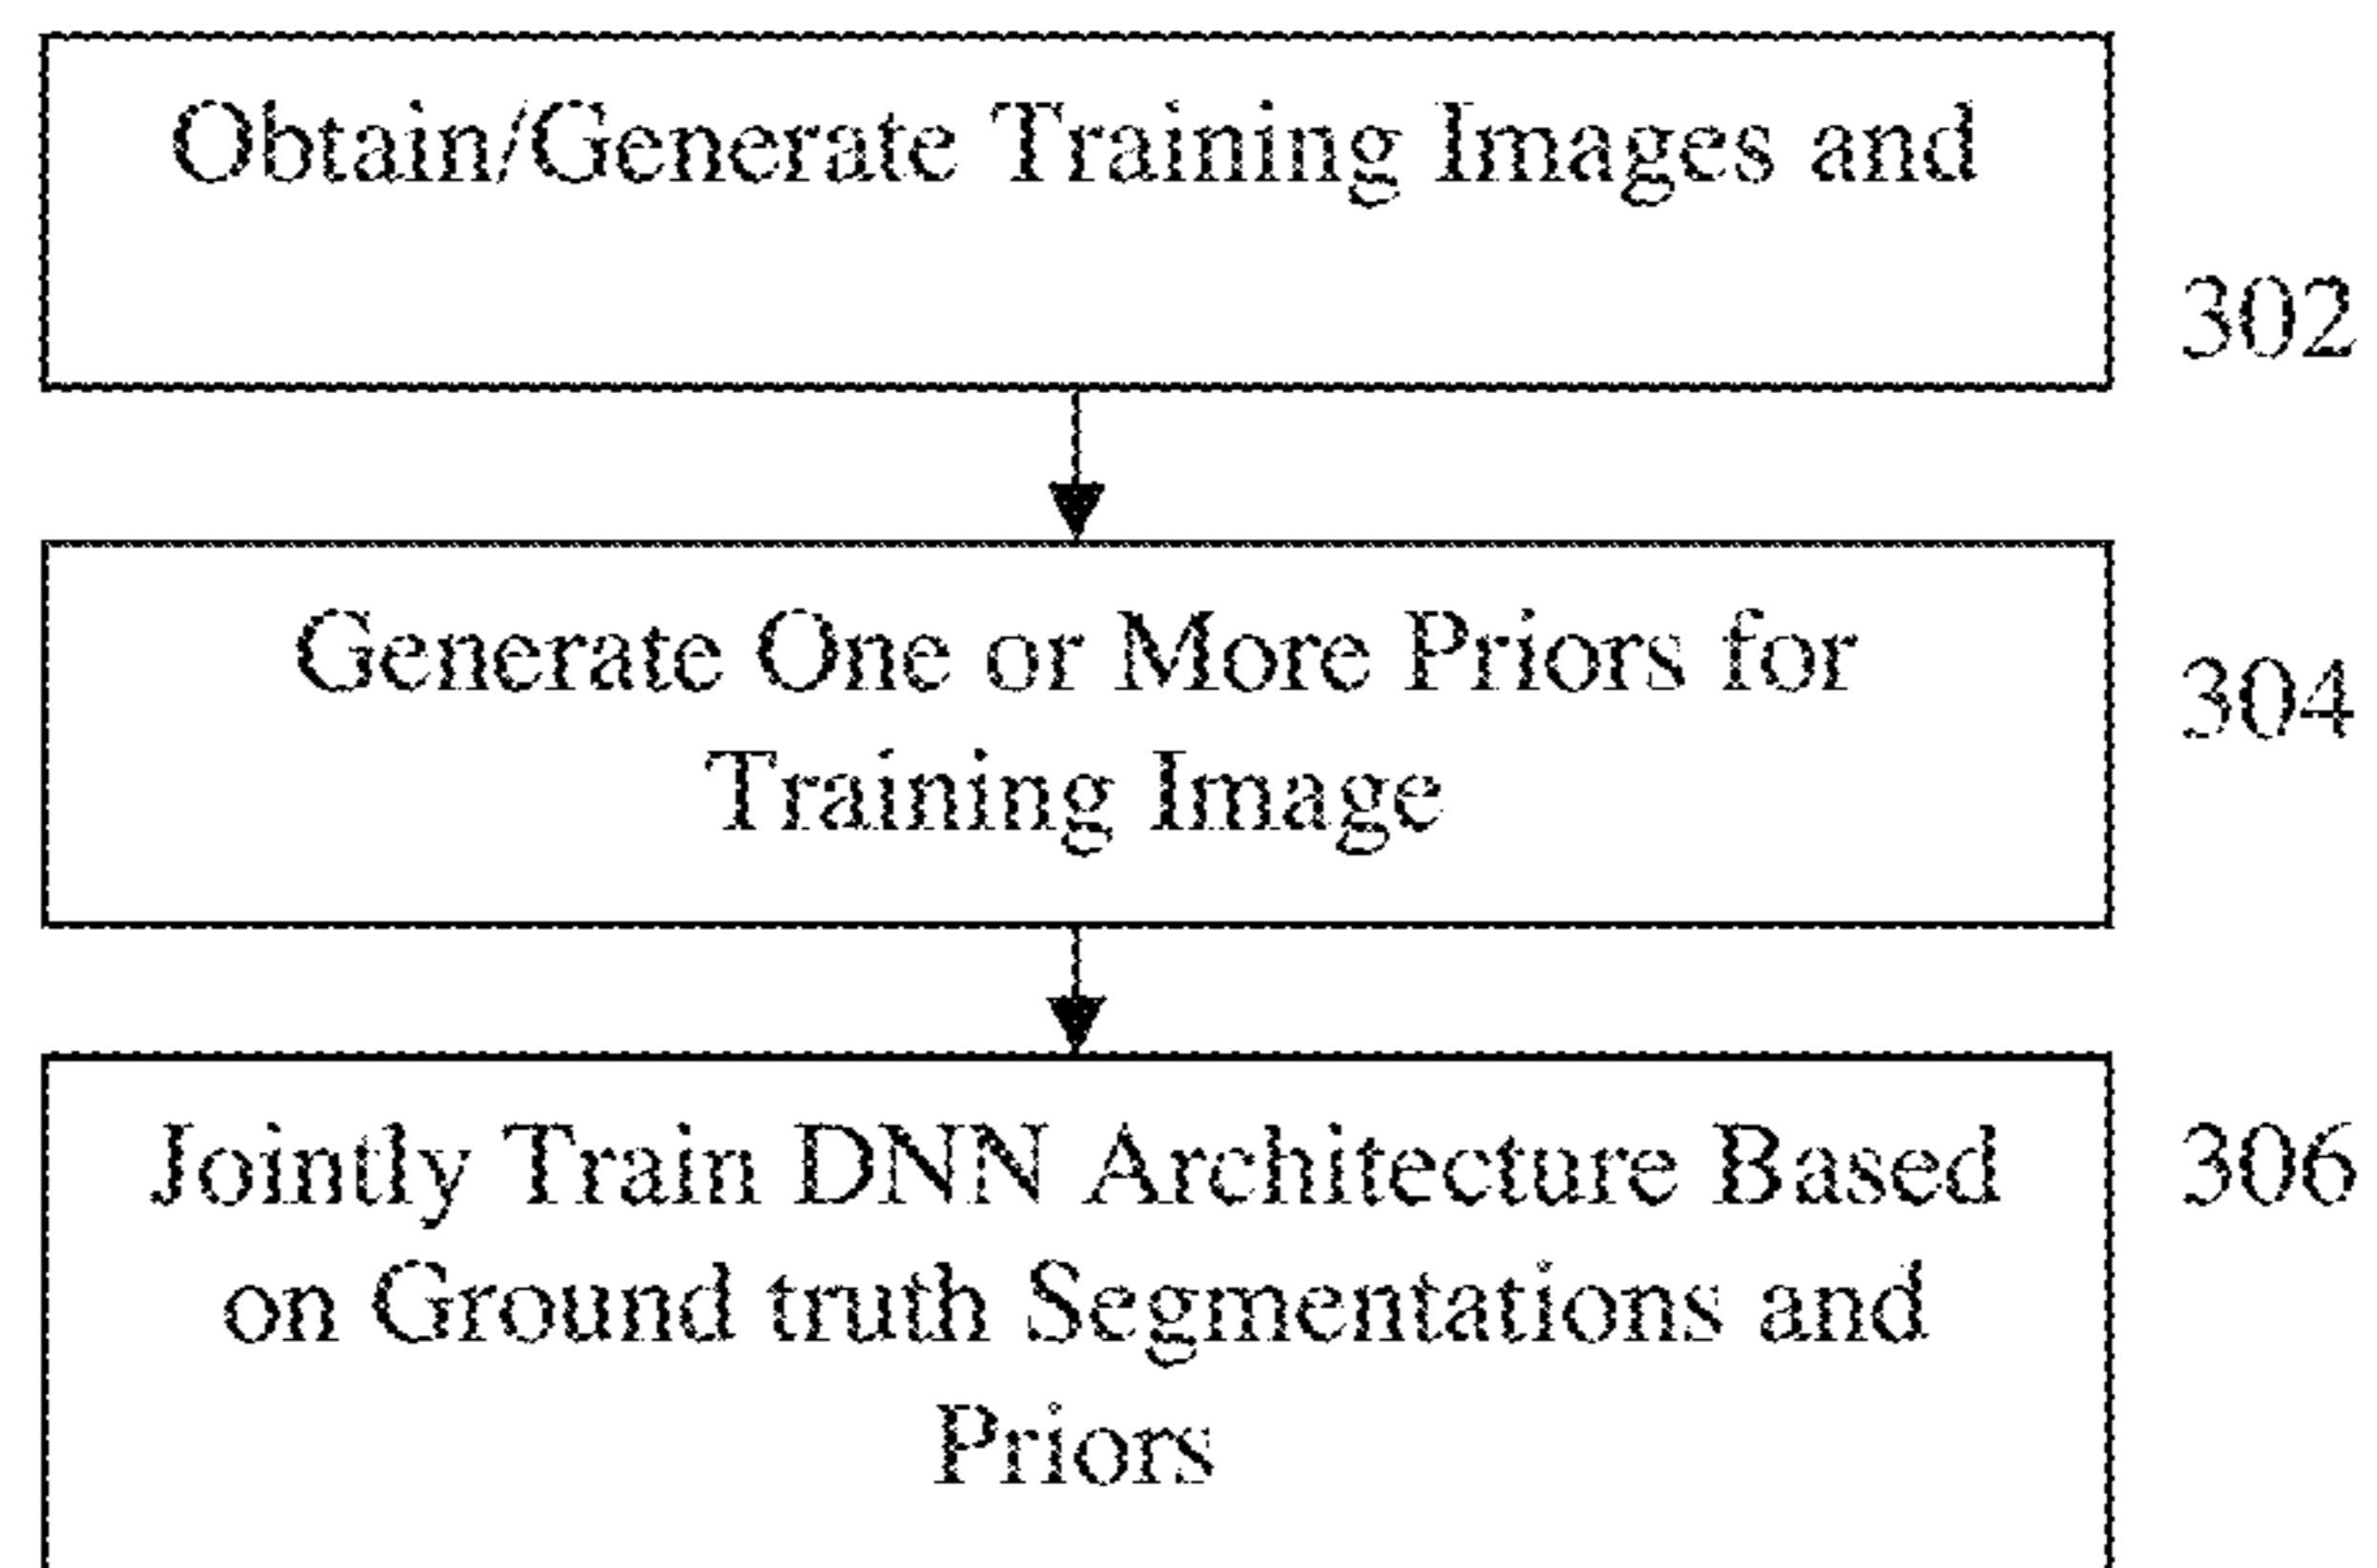 Obtain/Generate Training Images and
302
Generate One or More Priors for
304
Training Image
Jointly Train DNN Architecture Based
306
on Ground truth Segmentations and
Priors